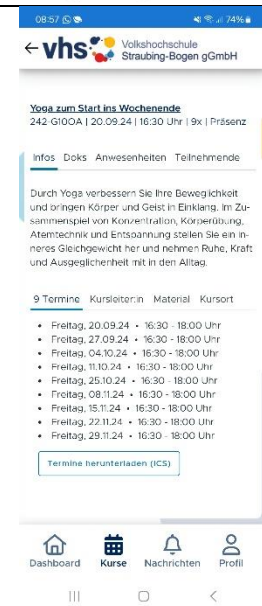 08:57
74%
vhs
Volkshochschule
Straubing-Bogen gGmbH
Yoga zum Start ins Wochenende
242-G10OA | 20.09.24 | 16:30 Uhr | 9x | Präsenz
Infos Doks Anwesenheiten Teilnehmende
Durch Yoga verbessern Sie Ihre Beweglichkeit
und bringen Körper und Geist in Einklang. Im Zu-
sammenspiel von Konzentration, Körperübung,
Atemtechnik und Entspannung stellen Sie ein in-
neres Gleichgewicht her und nehmen Ruhe, Kraft
und Ausgeglichenheit mit in den Alltag.
9 Termine Kursleiter:in Material Kursort
• Freitag, 20.09.24 • 16:30 - 18:00 Uhr
• Freitag, 27.09.24 • 16:30 - 18:00 Uhr
• Freitag, 04.10.24 • 16:30 - 18:00 Uhr
• Freitag, 11.10.24 • 16:30 - 18:00 Uhr
• Freitag, 25.10.24 • 16:30 - 18:00 Uhr
• Freitag, 08.11.24 • 16:30 - 18:00 Uhr
• Freitag, 15.11.24 • 16:30 - 18:00 Uhr
• Freitag, 22.11.24 • 16:30 - 18:00 Uhr
• Freitag, 29.11.24 • 16:30 - 18:00 Uhr
Termine herunterladen (ICS)
Dashboard Kurse Nachrichten Profil